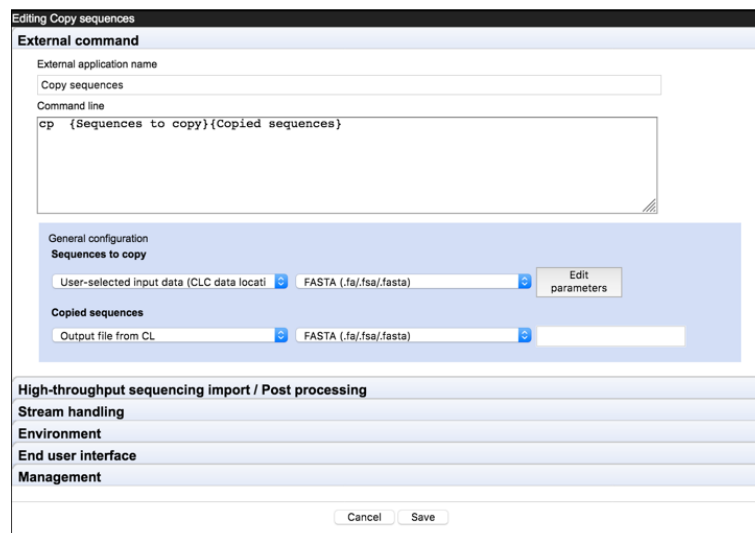 Editing Copy sequences
External command
External application name
Copy sequences
Command line
cp  {Sequences to copy}{Copied sequences}
General configuration
Sequences to copy
User-selected input data (CLC data locati FASTA (.fa/.fsa/.fasta) Edit parameters
Copied sequences
Output file from CL FASTA (.fa/.fsa/.fasta)
High-throughput sequencing import / Post processing
Stream handling
Environment
End user interface
Management
Cancel Save